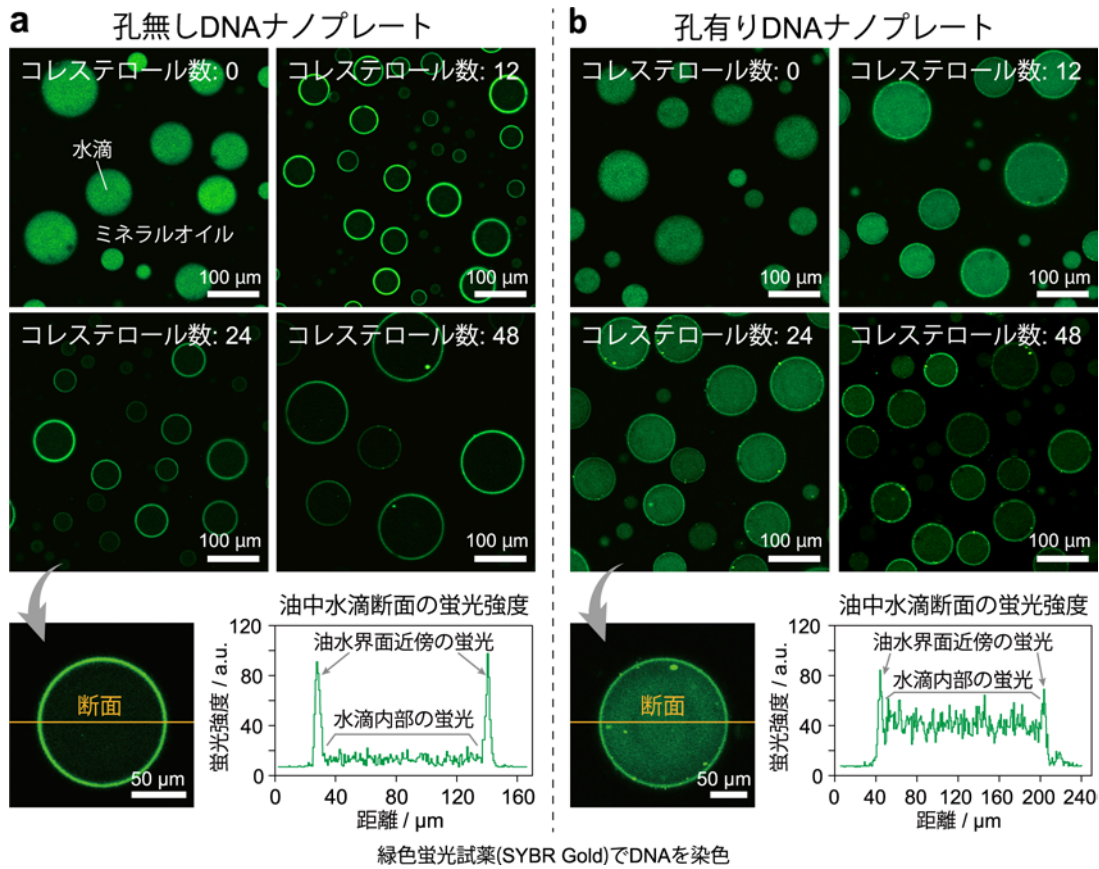 a
孔無しDNAナノプレート
コレステロール数: 0
水滴
ミネラルオイル
100 μm
コレステロール数: 12
100 μm
コレステロール数: 24
100 μm
コレステロール数: 48
100 μm
断面
50 μm
油中水滴断面の蛍光強度
120
80
40
0
蛍光強度 / a.u.
油水界面近傍の蛍光
水滴内部の蛍光
0
40
80
120
160
距離 / μm
b
孔有りDNAナノプレート
コレステロール数: 0
100 μm
コレステロール数: 12
100 μm
コレステロール数: 24
100 μm
コレステロール数: 48
100 μm
断面
50 μm
油中水滴断面の蛍光強度
120
80
40
0
蛍光強度 / a.u.
油水界面近傍の蛍光
水滴内部の蛍光
0
40
80
120
160
200
240
距離 / μm
緑色蛍光試薬(SYBR Gold)でDNAを染色